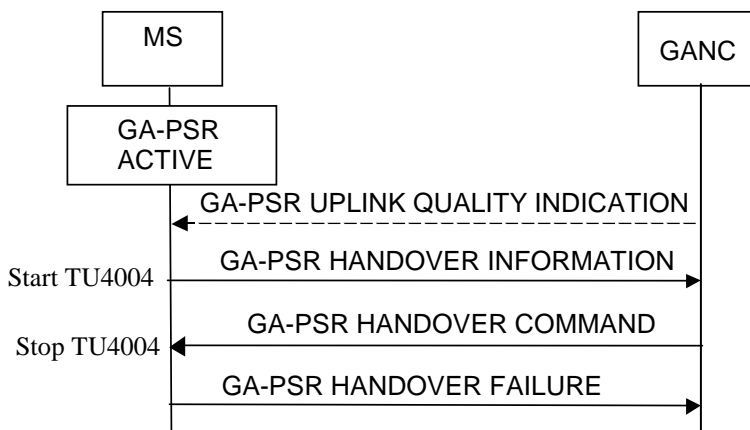 MS
GANC
GA-PSR
ACTIVE
GA-PSR UPLINK QUALITY INDICATION
Start TU4004
GA-PSR HANDOVER INFORMATION
GA-PSR HANDOVER COMMAND
Stop TU4004
GA-PSR HANDOVER FAILURE